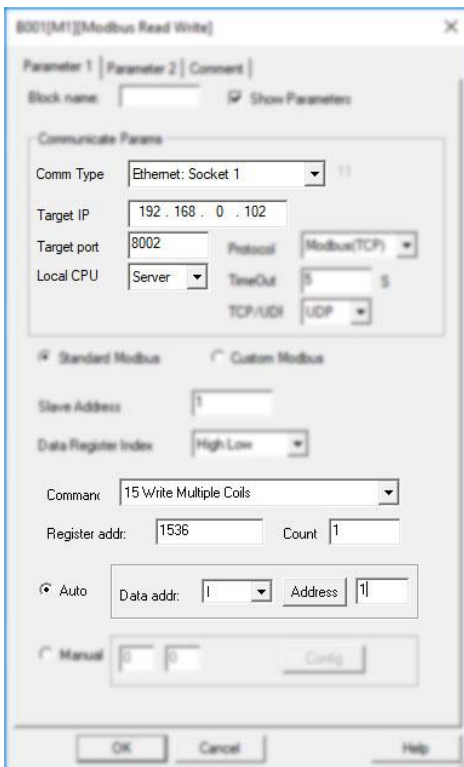 B001[M1][Modbus Read Write]
Parameter 1 Parameter 2 Comment
Block name: Show Parameters
Communicate Params
Comm Type Ethernet: Socket 1 11
Target IP 192 . 168 . 0 . 102
Target port 8002 Protocol Modbus(TCP)
Local CPU Server TimeOut 5 S
TCP/UDP UDP
Standard Modbus Custom Modbus
Slave Address 1
Data Register Index High Low
Command 15 Write Multiple Coils
Register addr: 1536 Count 1
Auto Data addr: I Address 1
Manual 0 0 Config
OK Cancel Help